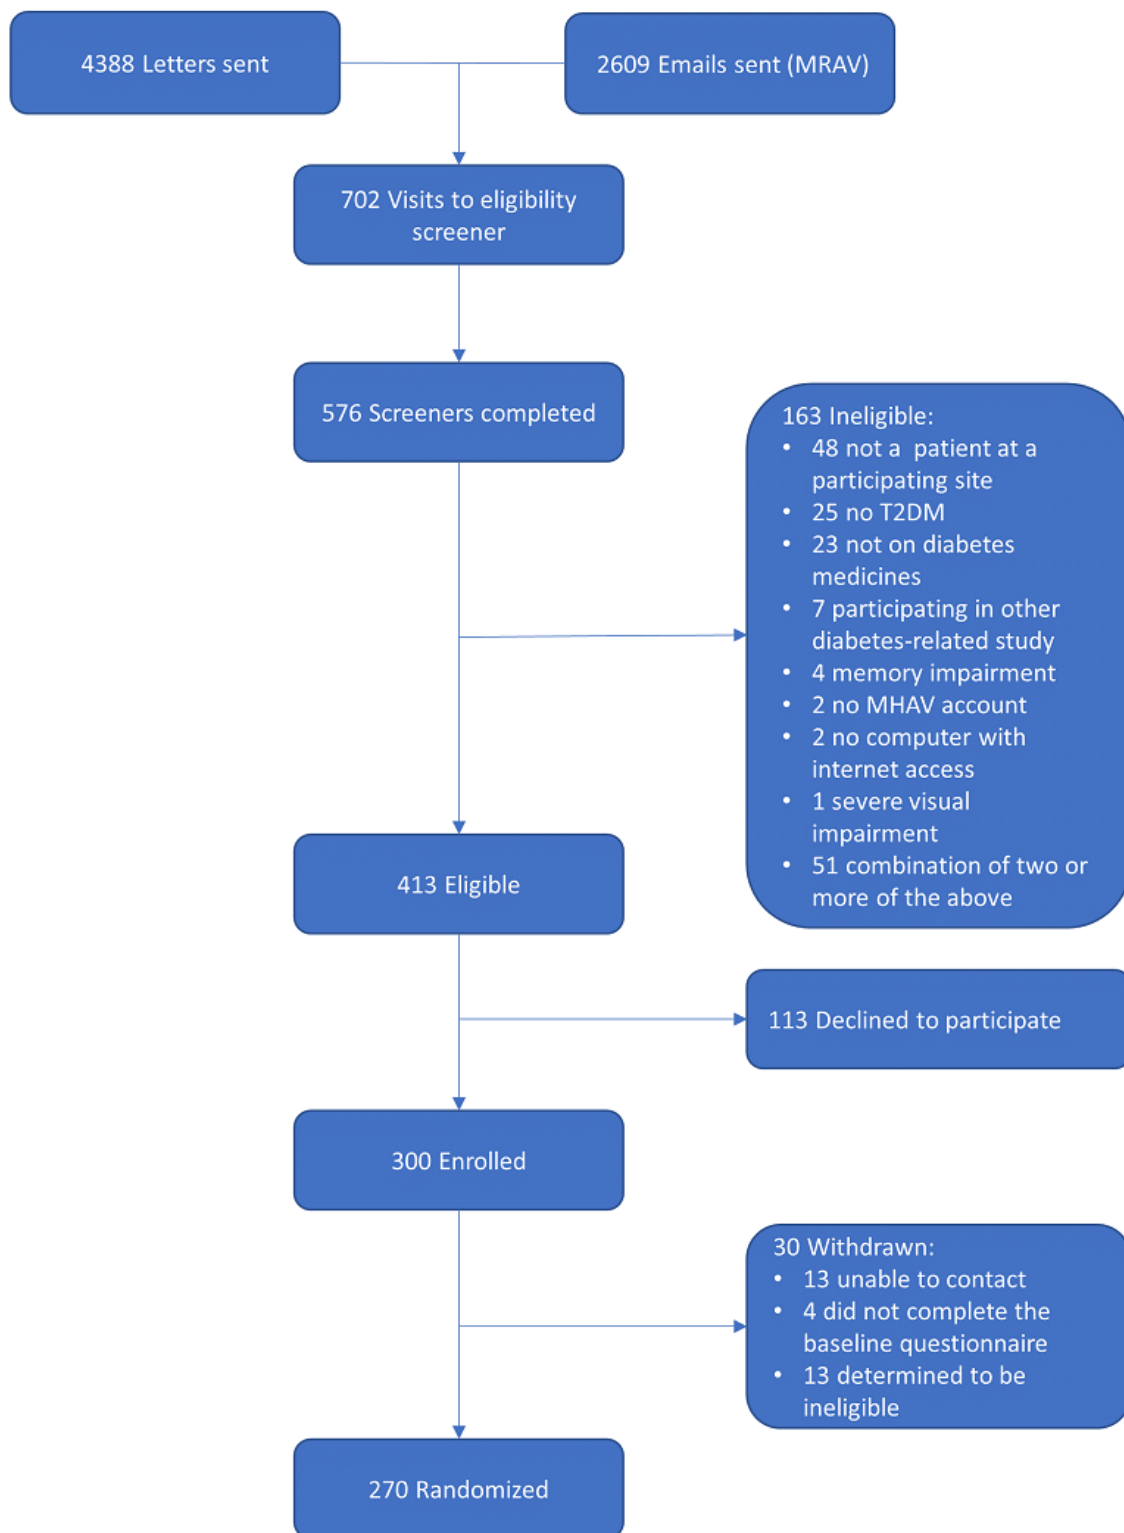 4388 Letters sent
2609 Emails sent (MRAV)
702 Visits to eligibility
screener
576 Screeners completed
163 Ineligible:
• 48 not a patient at a
participating site
• 25 no T2DM
• 23 not on diabetes
medicines
• 7 participating in other
diabetes-related study
• 4 memory impairment
• 2 no MHAV account
• 2 no computer with
internet access
• 1 severe visual
impairment
• 51 combination of two or
more of the above
413 Eligible
113 Declined to participate
300 Enrolled
30 Withdrawn:
• 13 unable to contact
• 4 did not complete the
baseline questionnaire
• 13 determined to be
ineligible
270 Randomized